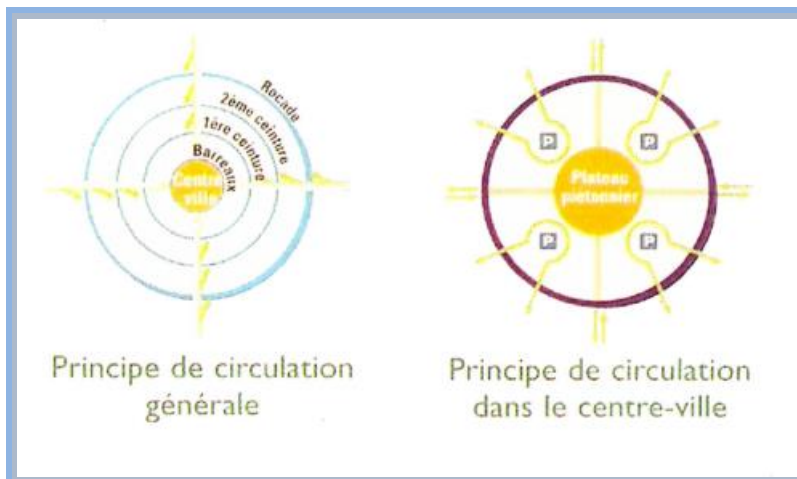 Rocade
2ème ceinture
1ère ceinture
Barreaux
Centre
ville
Principe de circulation
générale
P
P
Plateau
piétonnier
P
P
Principe de circulation
dans le centre-ville